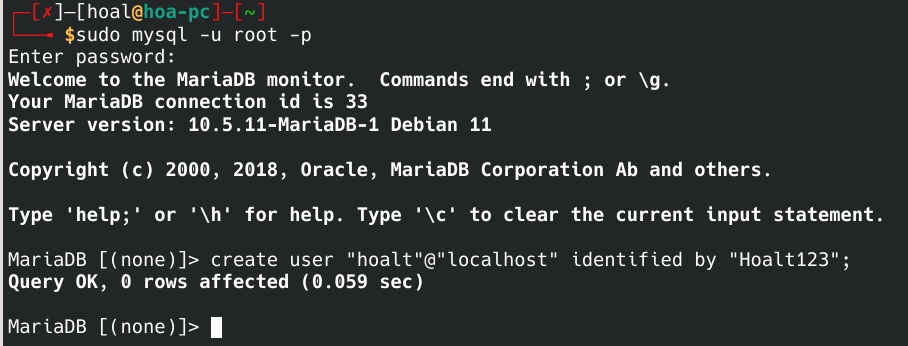 ┌─[✗]─[hoal@hoa-pc]─[~]
└──╼ $sudo mysql -u root -p
Enter password:
Welcome to the MariaDB monitor.  Commands end with ; or \g.
Your MariaDB connection id is 33
Server version: 10.5.11-MariaDB-1 Debian 11
Copyright (c) 2000, 2018, Oracle, MariaDB Corporation Ab and others.
Type 'help;' or '\h' for help. Type '\c' to clear the current input statement.
MariaDB [(none)]> create user "hoalt"@"localhost" identified by "Hoalt123";
Query OK, 0 rows affected (0.059 sec)
MariaDB [(none)]>